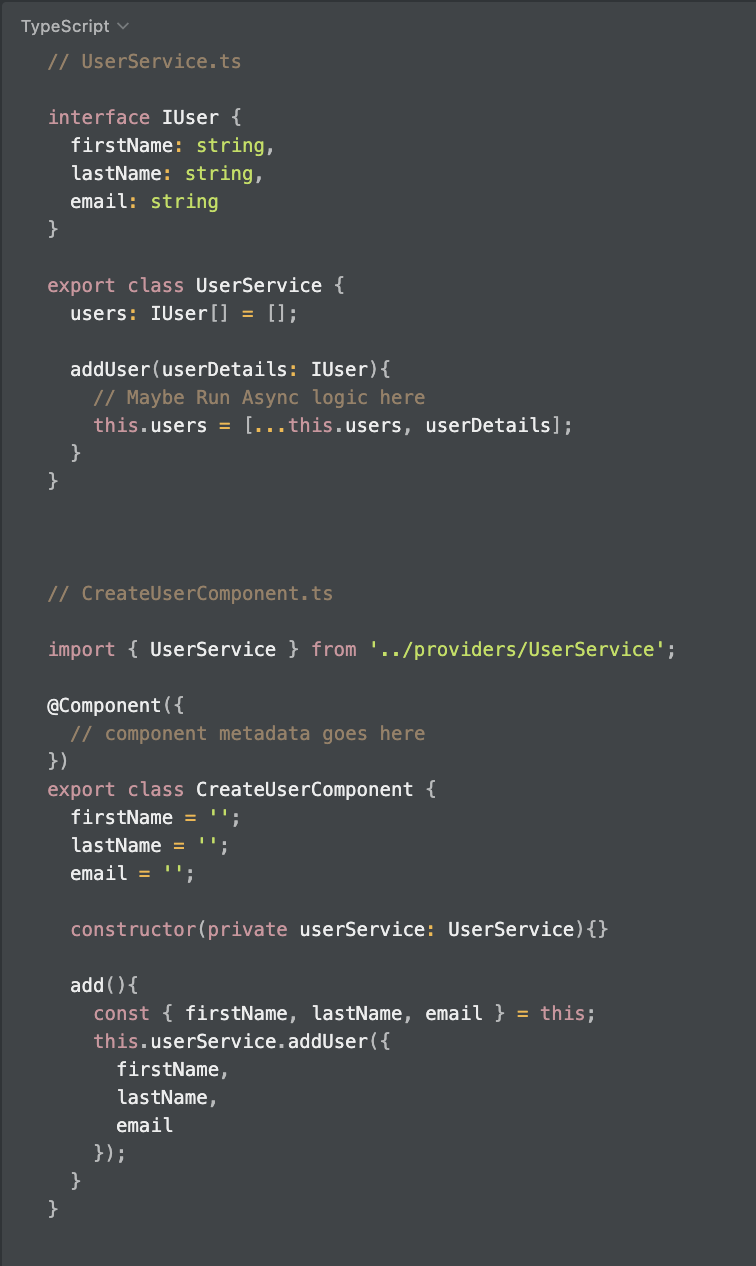 TypeScript
// UserService.ts
interface IUser {
  firstName: string,
  lastName: string,
  email: string
}
export class UserService {
  users: IUser[] = [];
  addUser(userDetails: IUser){
    // Maybe Run Async logic here
    this.users = [...this.users, userDetails];
  }
}
// CreateUserComponent.ts
import { UserService } from '../providers/UserService';
@Component({
  // component metadata goes here
})
export class CreateUserComponent {
  firstName = '';
  lastName = '';
  email = '';
  constructor(private userService: UserService){}
  add(){
    const { firstName, lastName, email } = this;
    this.userService.addUser({
      firstName,
      lastName,
      email
    });
  }
}